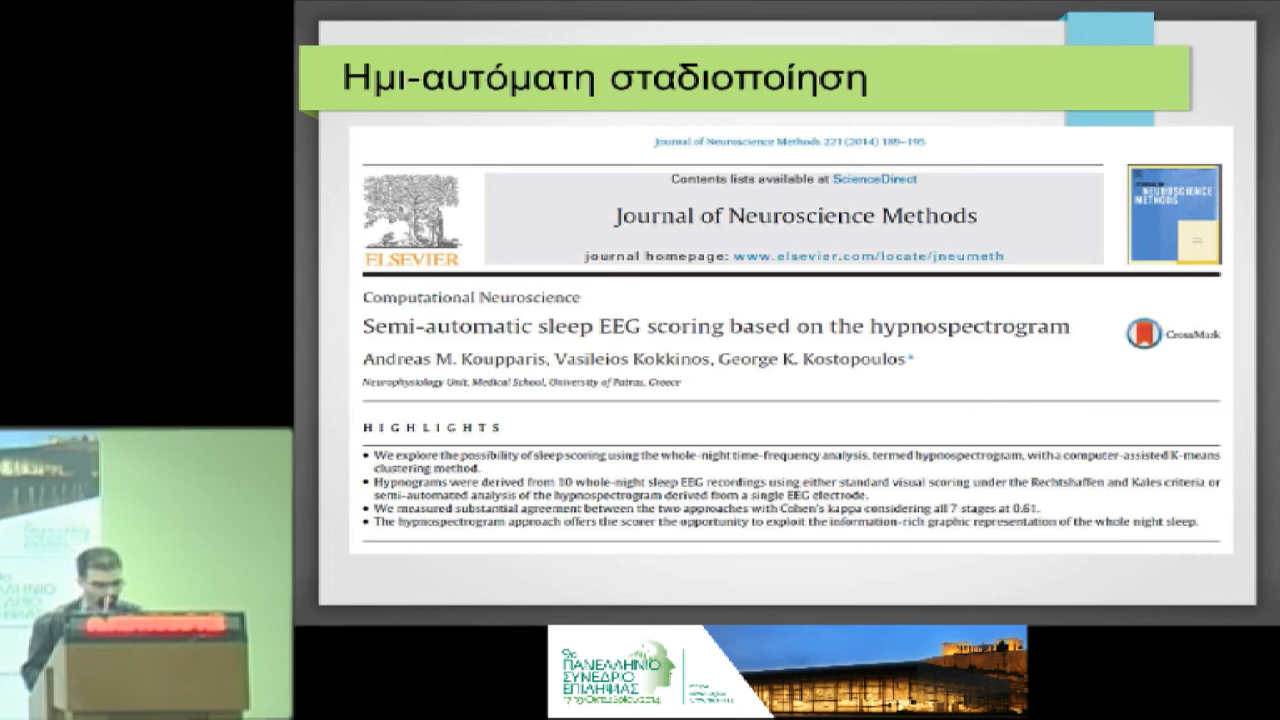 Ημι-αυτόματη σταδιοποίηση
Journal of Neuroscience Methods 221 (2014) 189–195
Contents lists available at ScienceDirect
Journal of Neuroscience Methods
journal homepage: www.elsevier.com/locate/jneumeth
ELSEVIER
NEUROSCIENCE
METHODS
Computational Neuroscience
Semi-automatic sleep EEG scoring based on the hypnospectrogram
CrossMark
Andreas M. Koupparis, Vasileios Kokkinos, George K. Kostopoulos*
Neurophysiology Unit, Medical School, University of Patras, Greece
HIGHLIGHTS
• We explore the possibility of sleep scoring using the whole-night time-frequency analysis, termed hypnospectrogram, with a computer-assisted K-means
clustering method.
• Hypnograms were derived from 10 whole-night sleep EEG recordings using either standard visual scoring under the Rechtshaffen and Kales criteria or
semi-automated analysis of the hypnospectrogram derived from a single EEG electrode.
• We measured substantial agreement between the two approaches with Cohen's kappa considering all 7 stages at 0.61.
• The hypnospectrogram approach offers the scorer the opportunity to exploit the information-rich graphic representation of the whole night sleep.
9ο
ΠΑΝΕΛΛΗΝΙΟ
ΣΥΝΕΔΡΙΟ
ΕΠΙΛΗΨΙΑΣ